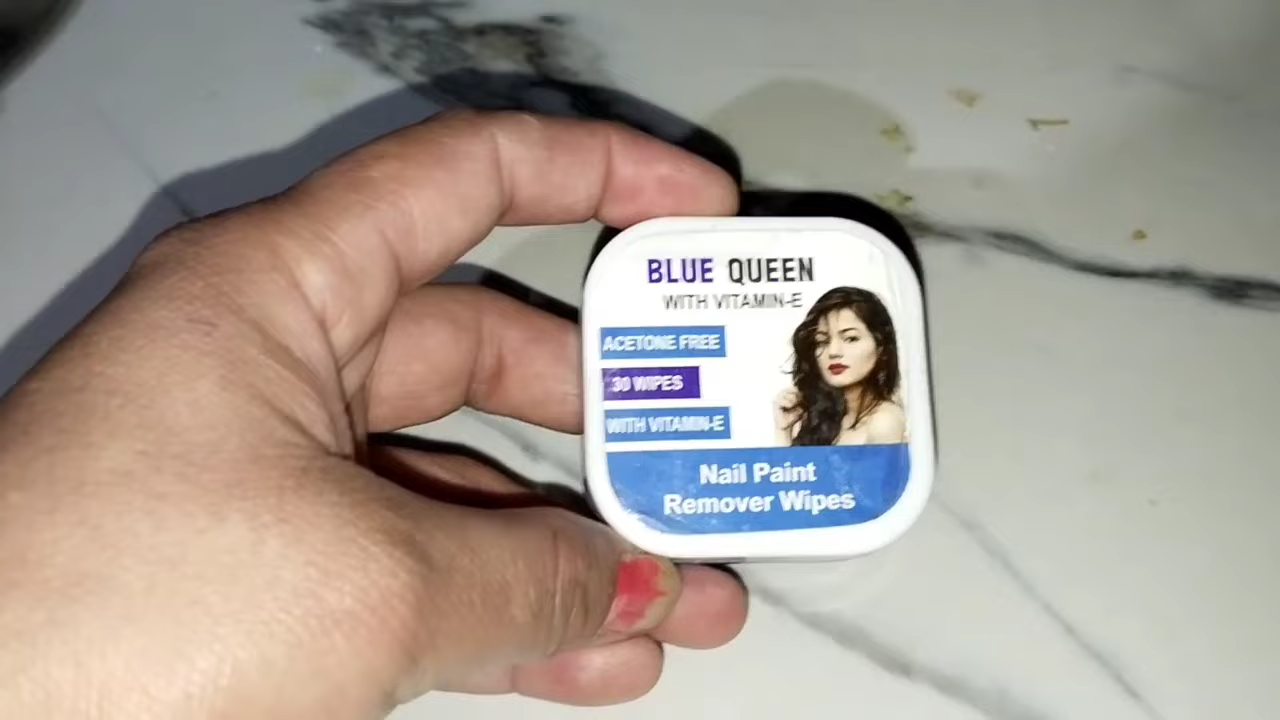 BLUE QUEEN
WITH VITAMIN-E
ACETONE FREE
30 WIPES
WITH VITAMIN-E
Nail Paint
Remover Wipes